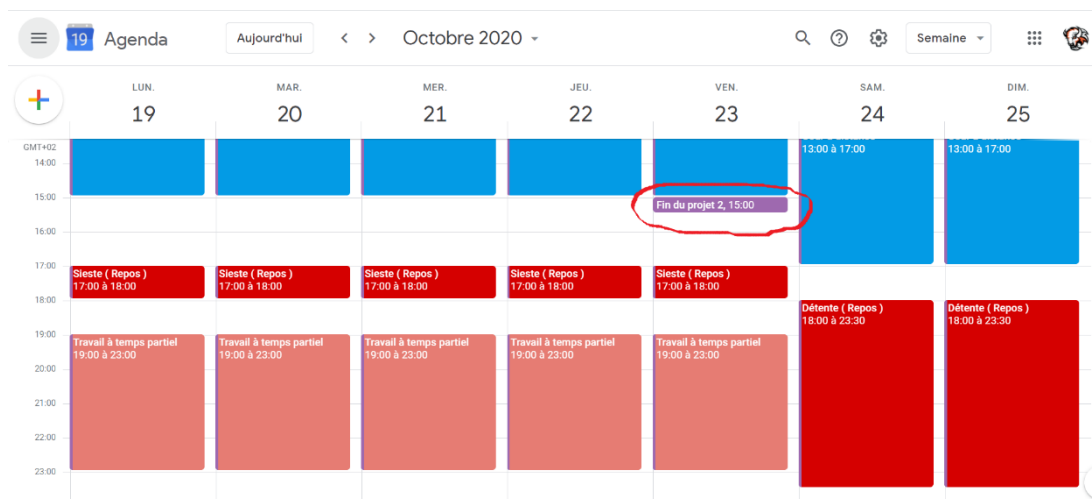 19 Agenda Aujourd'hui Octobre 2020 Semaine
LUN. MAR. MER. JEU. VEN. SAM. DIM.
19 20 21 22 23 24 25
GMT+02
13:00 à 17:00 13:00 à 17:00
14:00
15:00
Fin du projet 2, 15:00
16:00
17:00
Sieste ( Repos ) Sieste ( Repos ) Sieste ( Repos ) Sieste ( Repos ) Sieste ( Repos )
17:00 à 18:00 17:00 à 18:00 17:00 à 18:00 17:00 à 18:00 17:00 à 18:00
18:00
Détente ( Repos ) Détente ( Repos )
18:00 à 23:30 18:00 à 23:30
19:00
Travail à temps partiel Travail à temps partiel Travail à temps partiel Travail à temps partiel Travail à temps partiel
19:00 à 23:00 19:00 à 23:00 19:00 à 23:00 19:00 à 23:00 19:00 à 23:00
20:00
21:00
22:00
23:00